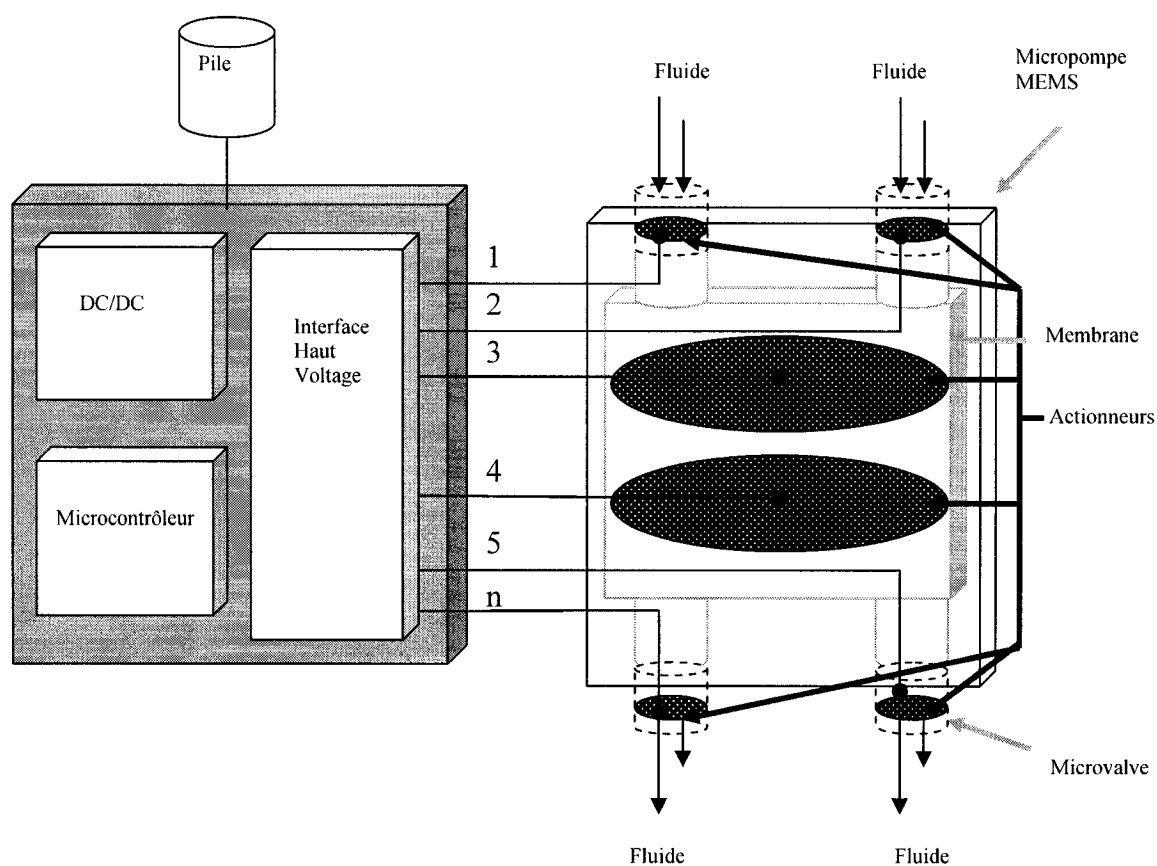 Pile
Fluide
Fluide
Micropompe
MEMS
DC/DC
Interface
Haut
Voltage
Microcontrôleur
1
2
3
4
5
n
Membrane
Actionneurs
Microvalve
Fluide
Fluide